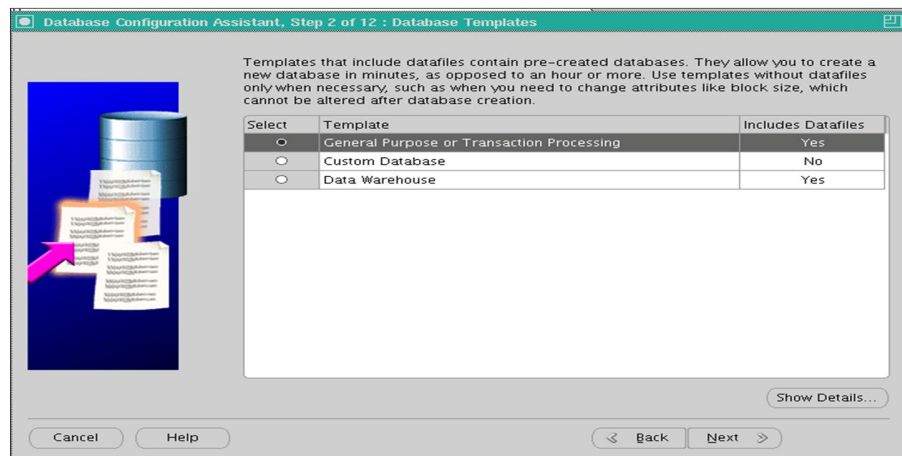 Database Configuration Assistant, Step 2 of 12 : Database Templates
Templates that include datafiles contain pre-created databases. They allow you to create a
new database in minutes, as opposed to an hour or more. Use templates without datafiles
only when necessary, such as when you need to change attributes like block size, which
cannot be altered after database creation.
Select Template Includes Datafiles
General Purpose or Transaction Processing Yes
Custom Database No
Data Warehouse Yes
Show Details...
Cancel Help Back Next